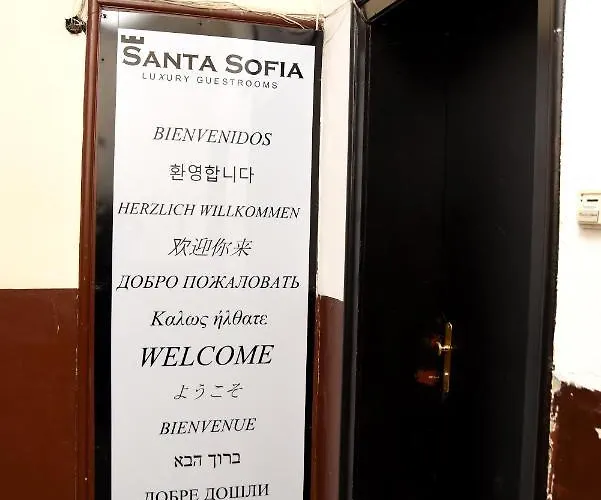 SANTA SOFIA
LUXURY GUESTROOMS
BIENVENIDOS
환영합니다
HERZLICH WILLKOMMEN
欢迎你来
ДОБРО ПОЖАЛОВАТЬ
Καλως ήλθατε
WELCOME
ようこそ
BIENVENUE
ברוך הבא
ДОБРЕ ДОШЛИ